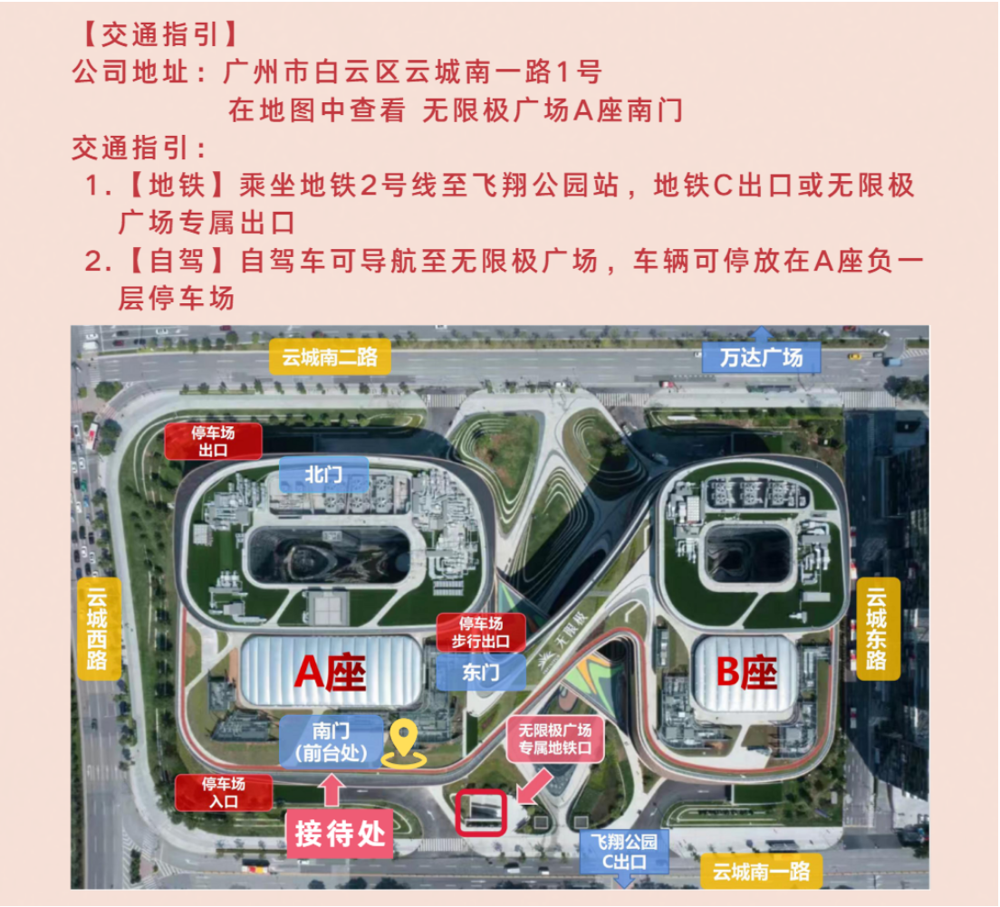 【交通指引】
公司地址：广州市白云区云城南一路1号
在地图中查看 无限极广场A座南门
交通指引：
1.【地铁】乘坐地铁2号线至飞翔公园站，地铁C出口或无限极
广场专属出口
2.【自驾】自驾车可导航至无限极广场，车辆可停放在A座负一
层停车场
云城南二路
万达广场
停车场
出口
北门
云城西路
云城东路
停车场
步行出口
无限极
A座
东门
B座
南门
(前台处)
无限极广场
专属地铁口
停车场
入口
接待处
飞翔公园
C出口
云城南一路